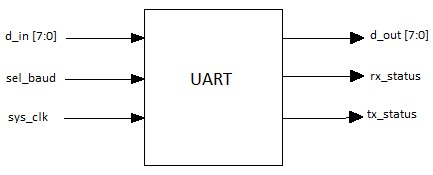 d_in [7:0]
d_out [7:0]
sel_baud
UART
rx_status
sys_clk
tx_status